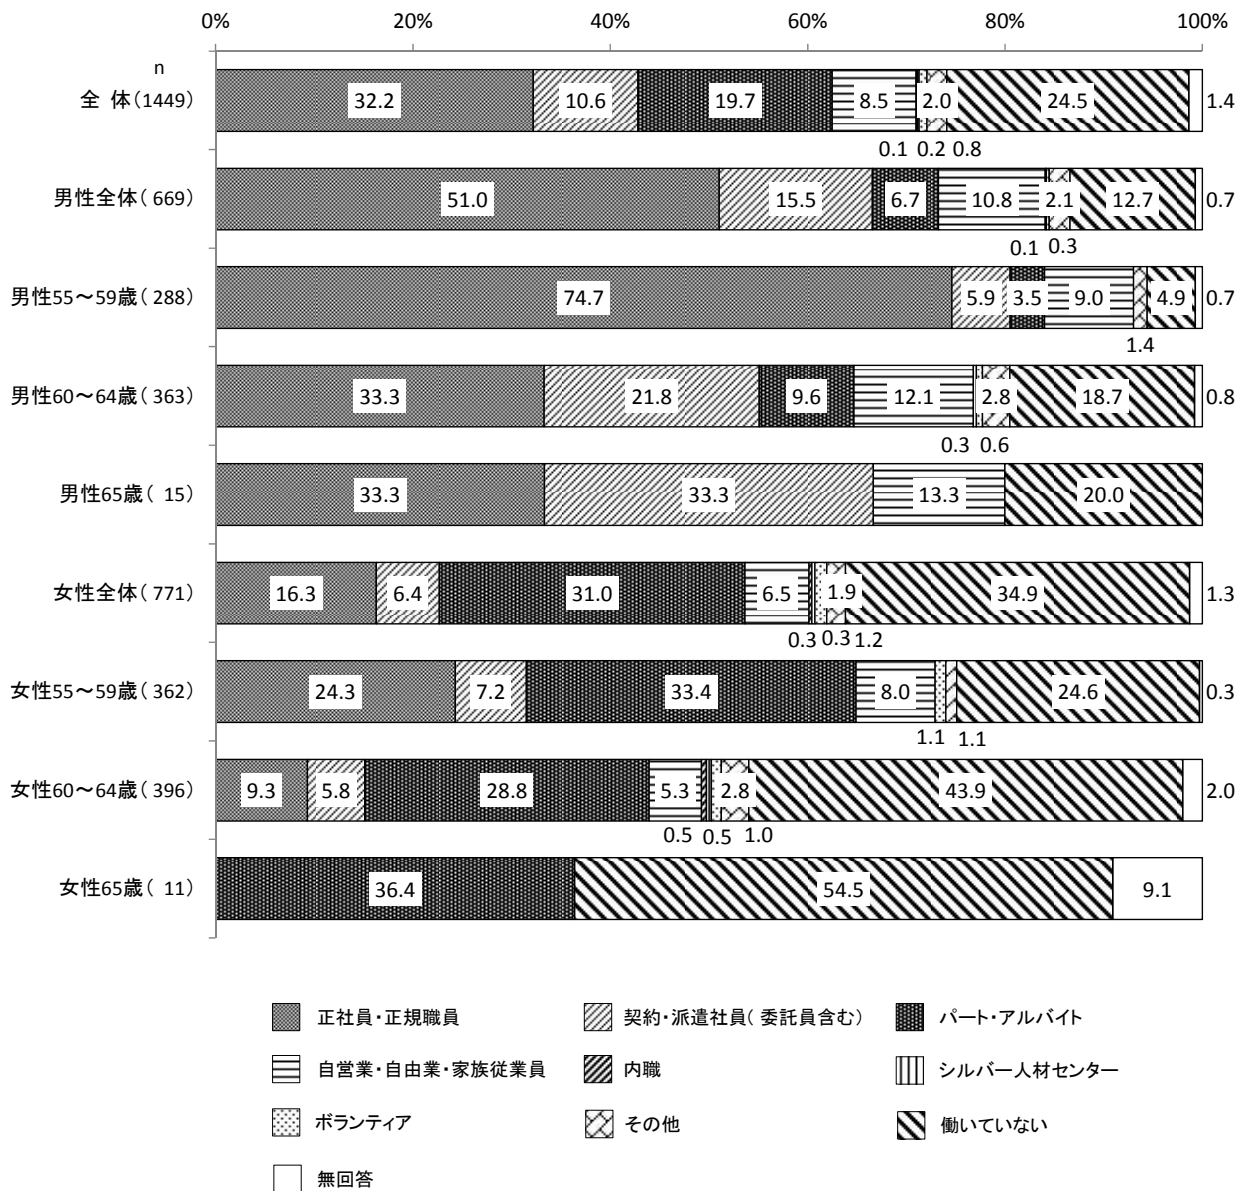 0% 20% 40% 60% 80% 100%
n
全 体(1449) 32.2 10.6 19.7 8.5 2.0 24.5 1.4
0.1 0.2 0.8
男性全体( 669) 51.0 15.5 6.7 10.8 2.1 12.7 0.7
0.1 0.3
男性55～59歳( 288) 74.7 5.9 3.5 9.0 4.9 0.7
1.4
男性60～64歳( 363) 33.3 21.8 9.6 12.1 2.8 18.7 0.8
0.3 0.6
男性65歳( 15) 33.3 33.3 13.3 20.0
女性全体( 771) 16.3 6.4 31.0 6.5 1.9 34.9 1.3
0.3 0.3 1.2
女性55～59歳( 362) 24.3 7.2 33.4 8.0 24.6 0.3
1.1 1.1
女性60～64歳( 396) 9.3 5.8 28.8 5.3 2.8 43.9 2.0
0.5 0.5 1.0
女性65歳( 11) 36.4 54.5 9.1
正社員・正規職員 契約・派遣社員( 委託員含む) パート・アルバイト
自営業・自由業・家族従業員 内職 シルバー人材センター
ボランティア その他 働いていない
無回答